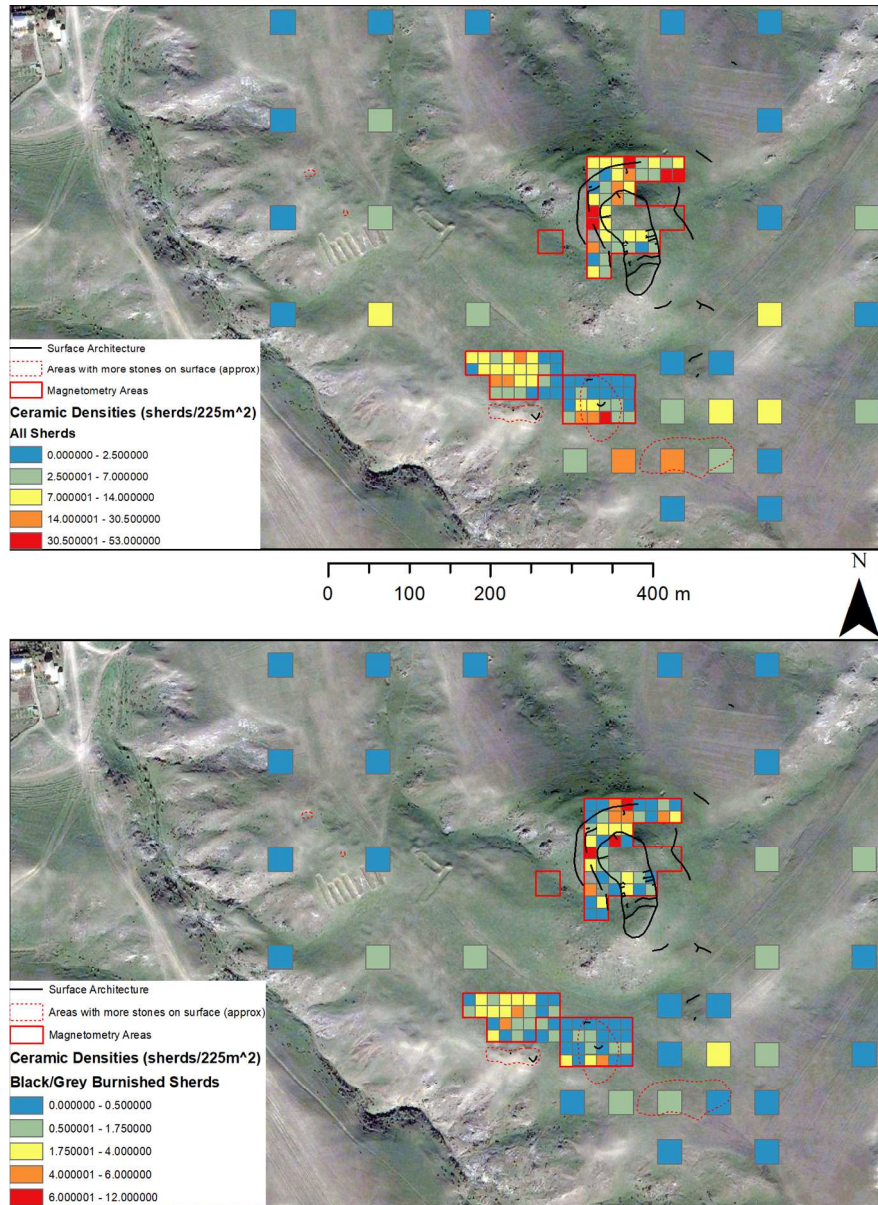 Surface Architecture
Areas with more stones on surface (approx)
Magnetometry Areas
Ceramic Densities (sherds/225m^2)
All Sherds
0.000000 - 2.500000
2.500001 - 7.000000
7.000001 - 14.000000
14.000001 - 30.500000
30.500001 - 53.000000
0 100 200 400 m
N
Surface Architecture
Areas with more stones on surface (approx)
Magnetometry Areas
Ceramic Densities (sherds/225m^2)
Black/Grey Burnished Sherds
0.000000 - 0.500000
0.500001 - 1.750000
1.750001 - 4.000000
4.000001 - 6.000000
6.000001 - 12.000000